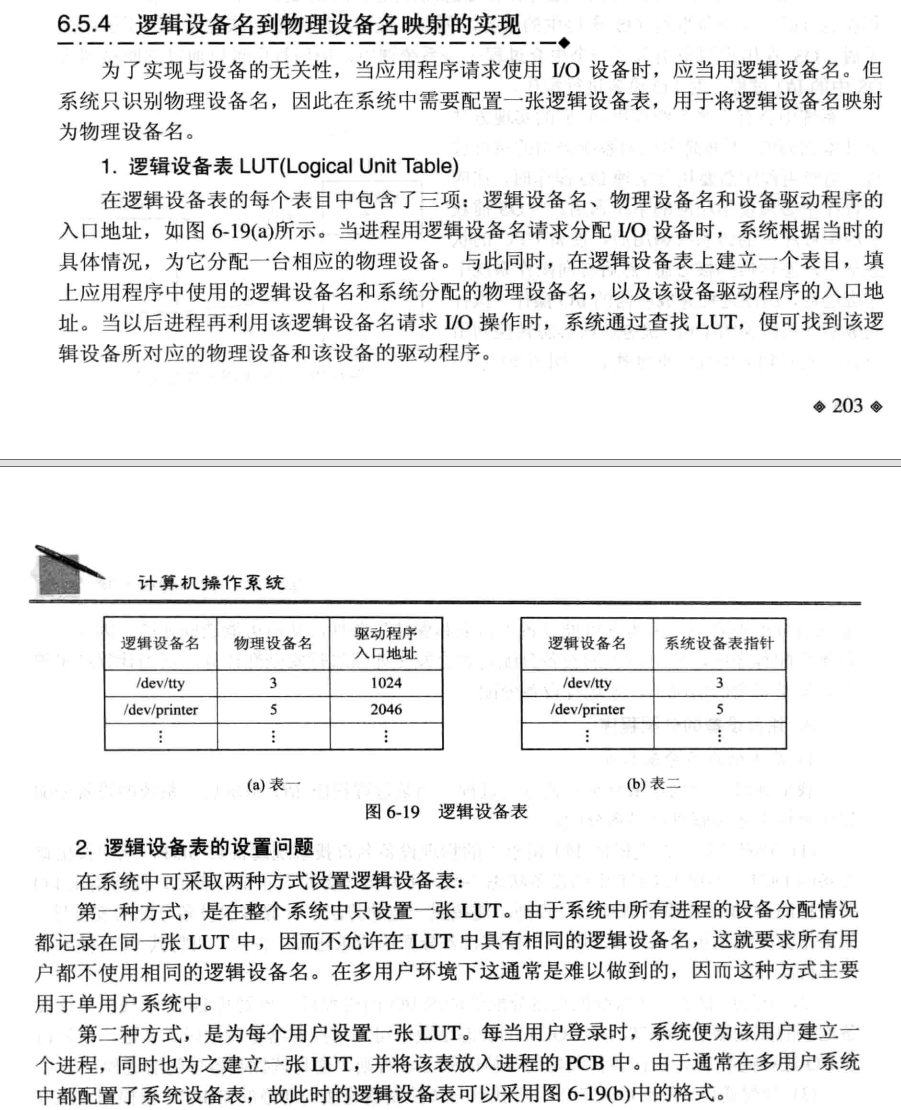 6.5.4 逻辑设备名到物理设备名映射的实现
为了实现与设备的无关性，当应用程序请求使用 I/O 设备时，应当用逻辑设备名。但
系统只识别物理设备名，因此在系统中需要配置一张逻辑设备表，用于将逻辑设备名映射
为物理设备名。
1. 逻辑设备表 LUT(Logical Unit Table)
在逻辑设备表的每个表目中包含了三项：逻辑设备名、物理设备名和设备驱动程序的
入口地址，如图 6-19(a)所示。当进程用逻辑设备名请求分配 I/O 设备时，系统根据当时的
具体情况，为它分配一台相应的物理设备。与此同时，在逻辑设备表上建立一个表目，填
上应用程序中使用的逻辑设备名和系统分配的物理设备名，以及该设备驱动程序的入口地
址。当以后进程再利用该逻辑设备名请求 I/O 操作时，系统通过查找 LUT，便可找到该逻
辑设备所对应的物理设备和该设备的驱动程序。
203
计算机操作系统
逻辑设备名 物理设备名 驱动程序
入口地址
/dev/tty 3 1024
/dev/printer 5 2046
⋮ ⋮ ⋮
(a) 表一
逻辑设备名 系统设备表指针
/dev/tty 3
/dev/printer 5
⋮ ⋮
(b) 表二
图 6-19 逻辑设备表
2. 逻辑设备表的设置问题
在系统中可采取两种方式设置逻辑设备表：
第一种方式，是在整个系统中只设置一张 LUT。由于系统中所有进程的设备分配情况
都记录在同一张 LUT 中，因而不允许在 LUT 中具有相同的逻辑设备名，这就要求所有用
户都不使用相同的逻辑设备名。在多用户环境下这通常是难以做到的，因而这种方式主要
用于单用户系统中。
第二种方式，是为每个用户设置一张 LUT。每当用户登录时，系统便为该用户建立一
个进程，同时也为之建立一张 LUT，并将该表放入进程的 PCB 中。由于通常在多用户系统
中都配置了系统设备表，故此时的逻辑设备表可以采用图 6-19(b)中的格式。